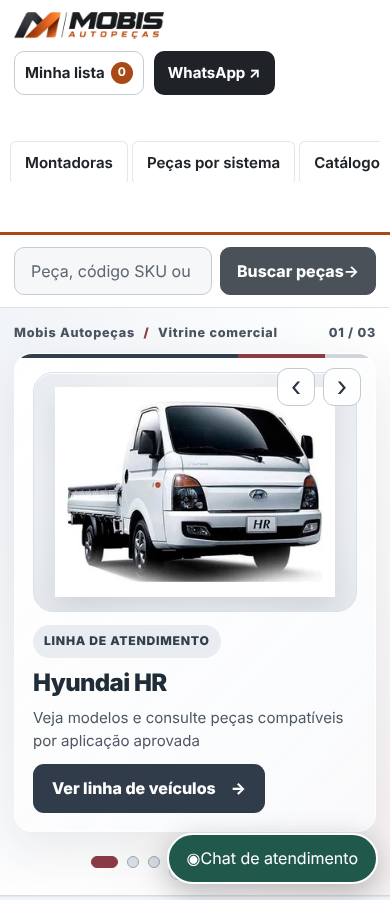 MOBIS
AUTOPEÇAS
Minha lista 0
WhatsApp ↗
Montadoras
Peças por sistema
Catálogo
Peça, código SKU ou
Buscar peças→
Mobis Autopeças / Vitrine comercial
01 / 03
‹ ›
HR
LINHA DE ATENDIMENTO
Hyundai HR
Veja modelos e consulte peças compatíveis
por aplicação aprovada
Ver linha de veículos →
◉Chat de atendimento